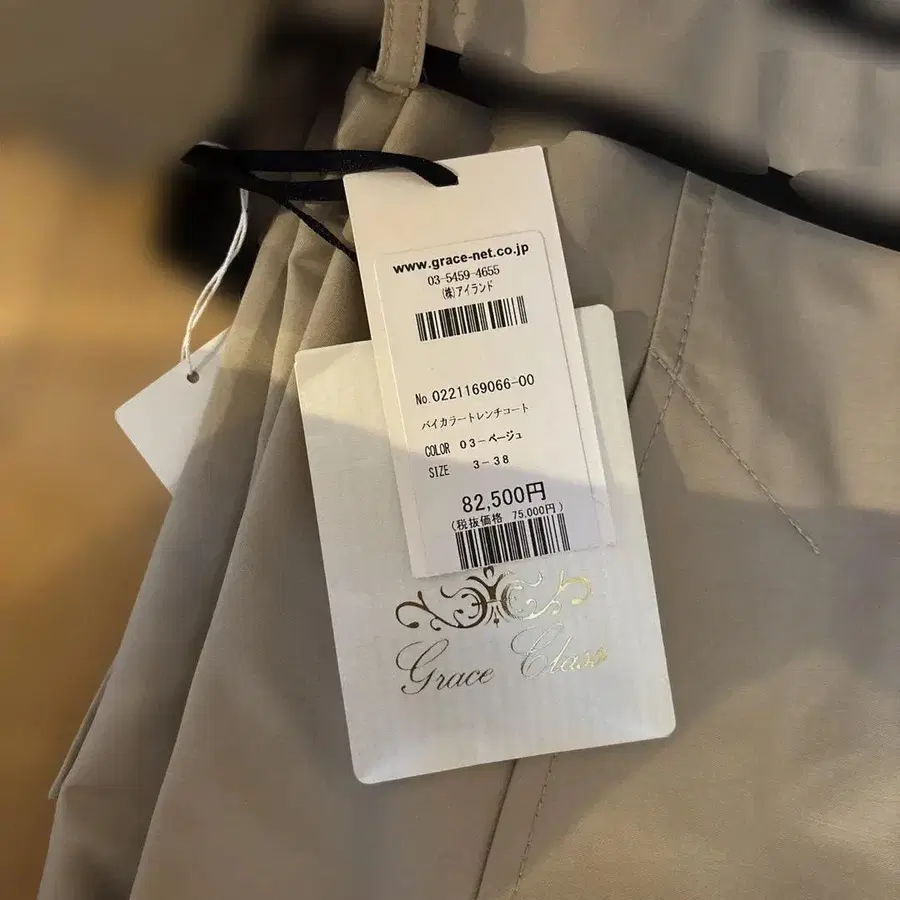 www.grace-net.co.jp
03-5459-4655
(株)アイランド
No.0221169066-00
バイカラートレンチコート
COLOR 03-ベージュ
SIZE 3-38
82,500円
(税抜価格 75,000円)
Grace Class